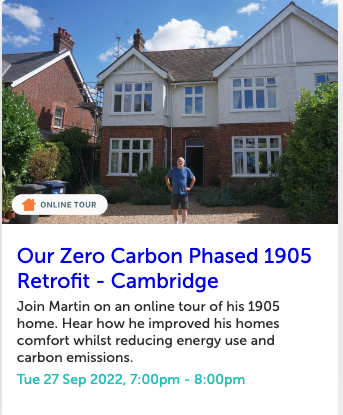 ONLINE TOUR
Our Zero Carbon Phased 1905
Retrofit - Cambridge
Join Martin on an online tour of his 1905
home. Hear how he improved his homes
comfort whilst reducing energy use and
carbon emissions.
Tue 27 Sep 2022, 7:00pm - 8:00pm